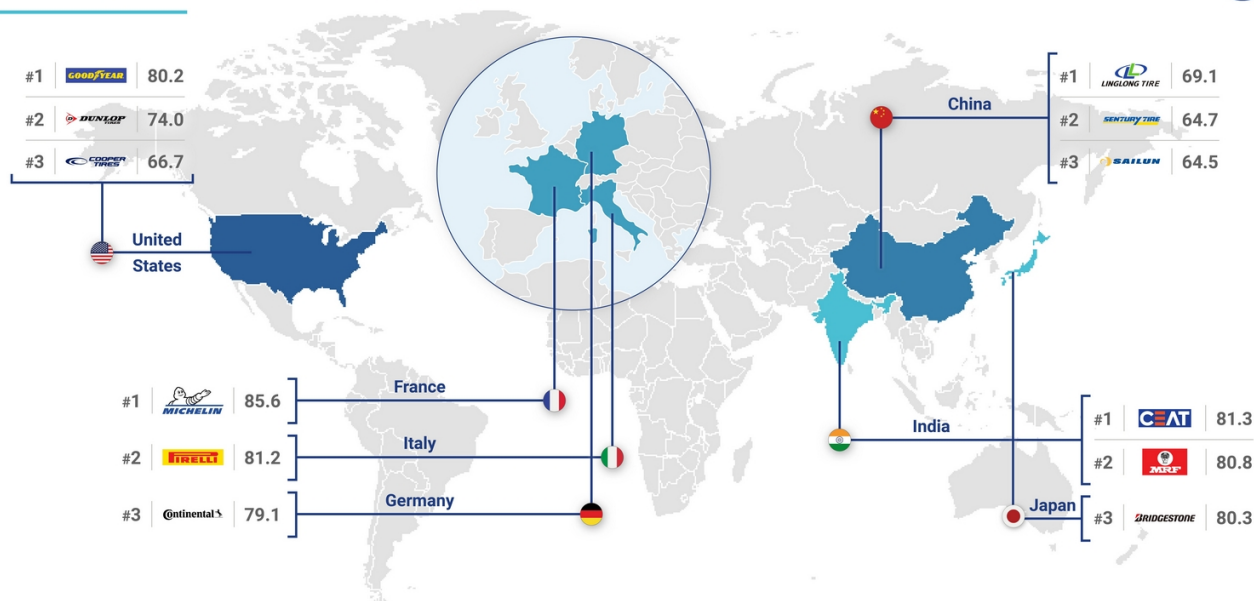 #1 GOODYEAR 80.2
#2 DUNLOP TIRES 74.0
#3 COOPER TIRES 66.7
United
States
China
#1 LINGLONG TIRE 69.1
#2 SENTURY TIRE 64.7
#3 SAILUN 64.5
France
#1 MICHELIN 85.6
Italy
#2 PIRELLI 81.2
Germany
#3 Continental 79.1
India
#1 CEAT 81.3
#2 MRF 80.8
Japan
#3 BRIDGESTONE 80.3